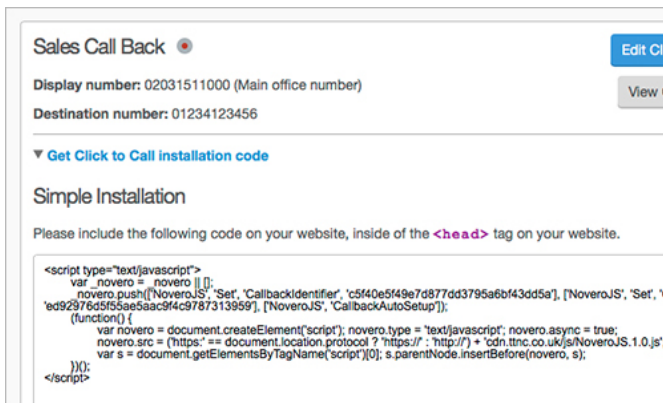 Sales Call Back
Edit Cl
Display number: 02031511000 (Main office number)
View
Destination number: 01234123456
▼ Get Click to Call installation code
Simple Installation
Please include the following code on your website, inside of the <head> tag on your website.
<script type="text/javascript">
var _novero = _novero || [];
_novero.push(['NoveroJS', 'Set', 'CallbackIdentifier', 'c5f40e5f49e7d877dd3795a6bf43dd5a'], ['NoveroJS', 'Set', '
'ed92976d5f55ae5aac9f4c9787313959'], ['NoveroJS', 'CallbackAutoSetup']);
(function() {
var novero = document.createElement('script'); novero.type = 'text/javascript'; novero.async = true;
novero.src = ('https:' == document.location.protocol ? 'https://' : 'http://') + 'cdn.ttnc.co.uk/js/NoveroJS.1.0.js'
var s = document.getElementsByTagName('script')[0]; s.parentNode.insertBefore(novero, s);
})();
</script>